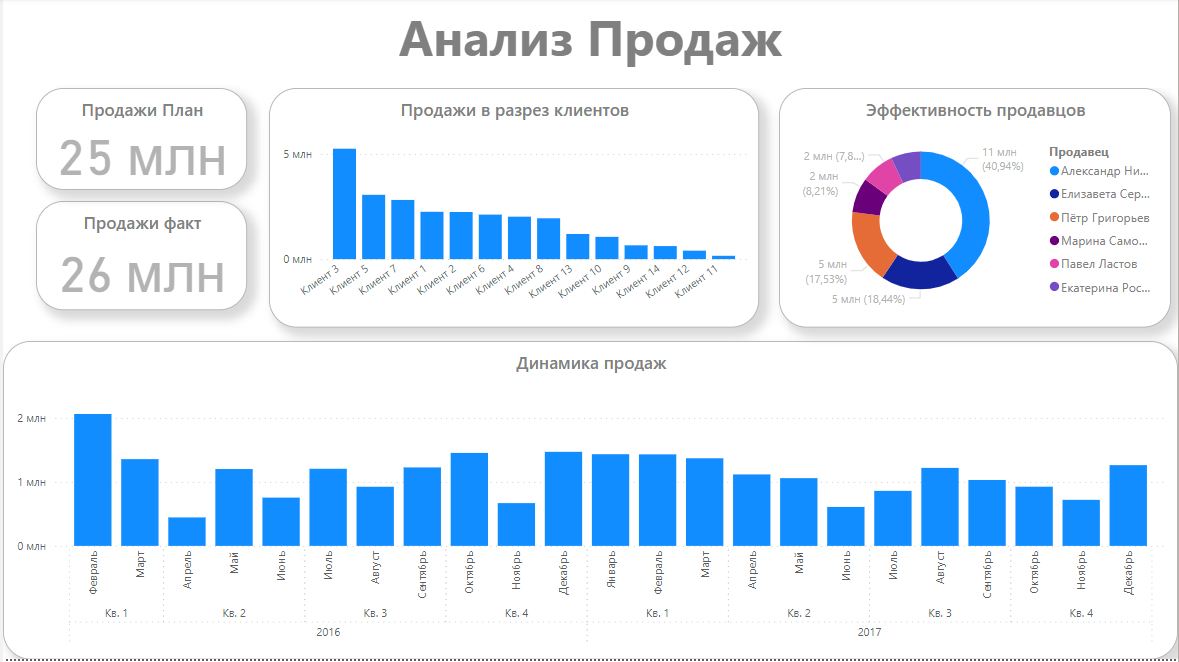 Анализ Продаж
Продажи План
25 млн
Продажи факт
26 млн
Продажи в разрез клиентов
5 млн
0 млн
Клиент 3
Клиент 5
Клиент 7
Клиент 1
Клиент 2
Клиент 6
Клиент 4
Клиент 8
Клиент 13
Клиент 10
Клиент 9
Клиент 14
Клиент 12
Клиент 11
Эффективность продавцов
2 млн (7,8...)
2 млн
(8,21%)
5 млн
(17,53%)
5 млн (18,44%)
11 млн
(40,94%)
Продавец
Александр Ни...
Елизавета Сер...
Пётр Григорьев
Марина Само...
Павел Ластов
Екатерина Рос...
Динамика продаж
2 млн
1 млн
0 млн
Февраль
Март
Апрель
Май
Июнь
Июль
Август
Сентябрь
Октябрь
Ноябрь
Декабрь
Январь
Февраль
Март
Апрель
Май
Июнь
Июль
Август
Сентябрь
Октябрь
Ноябрь
Декабрь
Кв. 1
Кв. 2
Кв. 3
Кв. 4
Кв. 1
Кв. 2
Кв. 3
Кв. 4
2016
2017